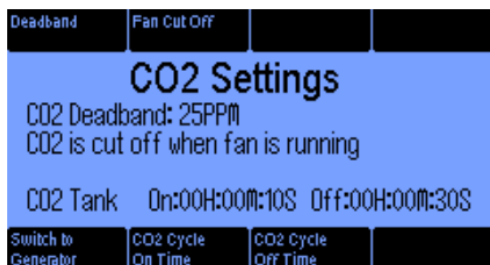 Deadband Fan Cut Off
CO2 Settings
CO2 Deadband: 25PPM
CO2 is cut off when fan is running
CO2 Tank On:00H:00M:10S Off:00H:00M:30S
Switch to CO2 Cycle CO2 Cycle
Generator On Time Off Time